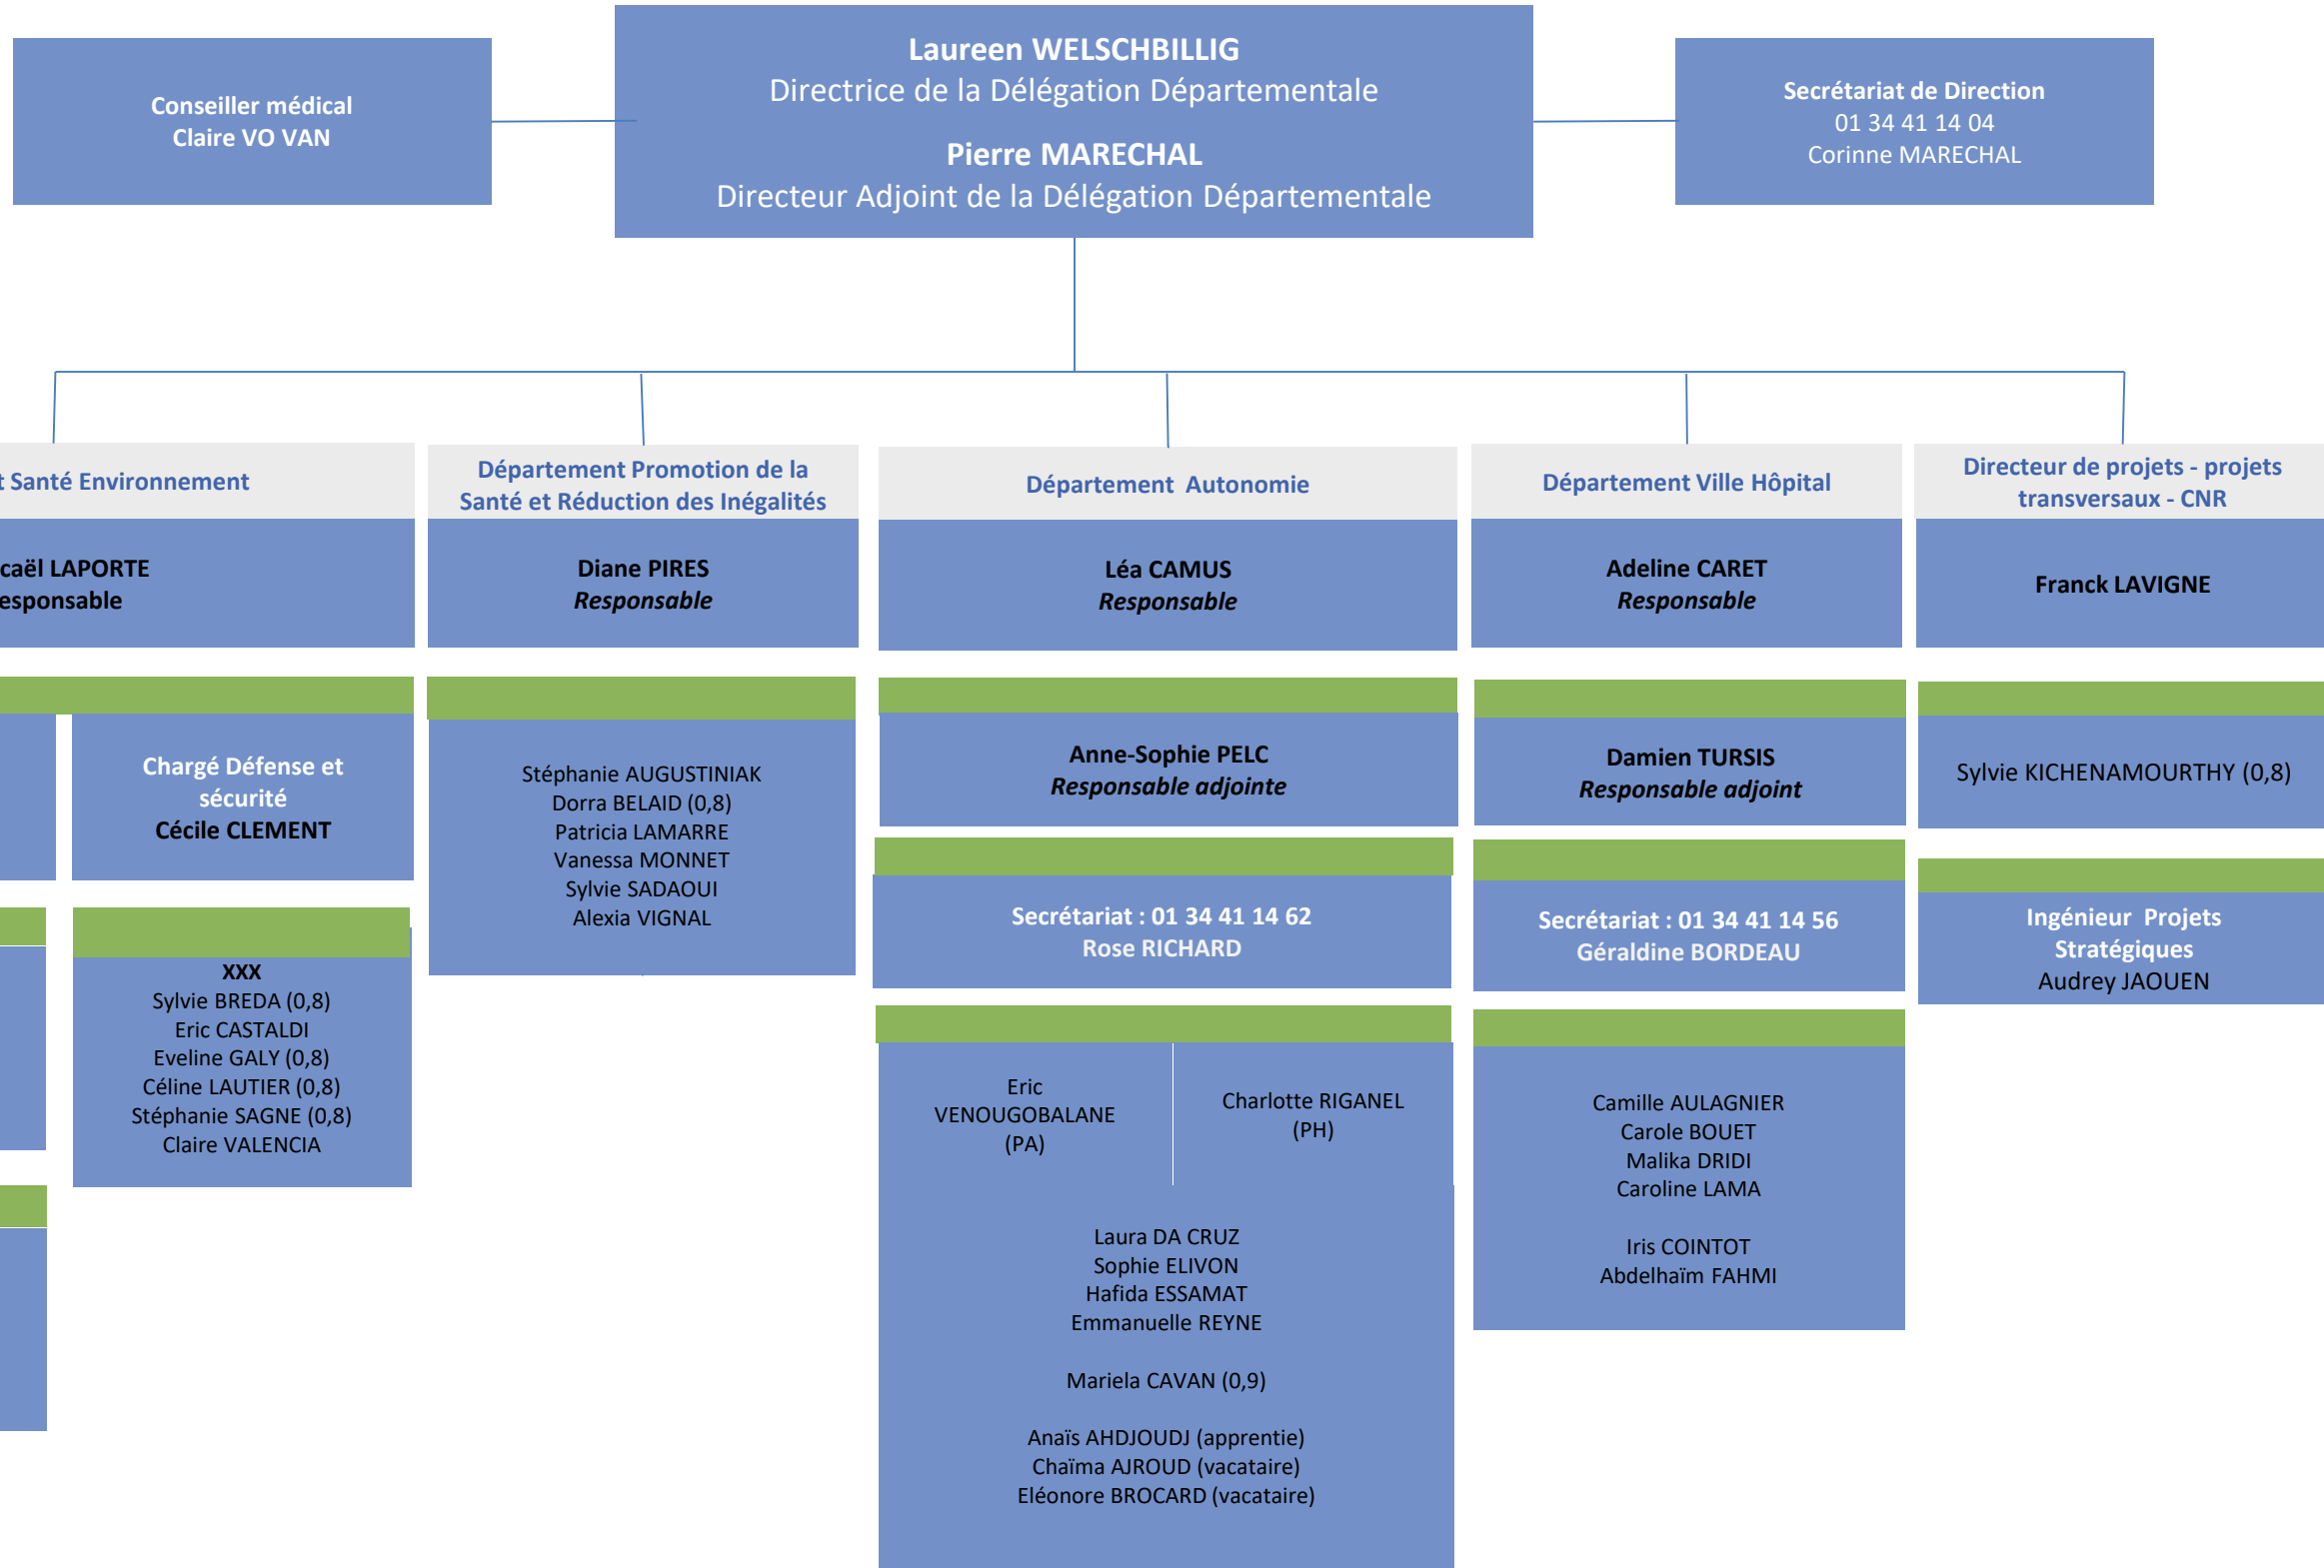 Laureen WELSCHBILLIG
Directrice de la Délégation Départementale
Pierre MARECHAL
Directeur Adjoint de la Délégation Départementale
Conseiller médical
Claire VO VAN
Secrétariat de Direction
01 34 41 14 04
Corinne MARECHAL
Santé Environnement
LAPORTE
Chargé Défense et
sécurité
Cécile CLEMENT
XXX
Sylvie BREDA (0,8)
Eric CASTALDI
Eveline GALY (0,8)
Céline LAUTIER (0,8)
Stéphanie SAGNE (0,8)
Claire VALENCIA
Département Promotion de la
Santé et Réduction des Inégalités
Diane PIRES
Responsable
Stéphanie AUGUSTINIAK
Dorra BELAID (0,8)
Patricia LAMARRE
Vanessa MONNET
Sylvie SADAOUI
Alexia VIGNAL
Département Autonomie
Léa CAMUS
Responsable
Anne-Sophie PELC
Responsable adjointe
Secrétariat : 01 34 41 14 62
Rose RICHARD
Eric
VENOUGOBALANE
(PA)
Charlotte RIGANEL
(PH)
Laura DA CRUZ
Sophie ELIVON
Hafida ESSAMAT
Emmanuelle REYNE
Mariela CAVAN (0,9)
Anaïs AHDJOUDJ (apprentie)
Chaïma AJROUD (vacataire)
Eléonore BROCARD (vacataire)
Département Ville Hôpital
Adeline CARET
Responsable
Damien TURSIS
Responsable adjoint
Secrétariat : 01 34 41 14 56
Géraldine BORDEAU
Camille AULAGNIER
Carole BOUET
Malika DRIDI
Caroline LAMA
Iris COINTOT
Abdelhaïm FAHMI
Directeur de projets - projets
transversaux - CNR
Franck LAVIGNE
Sylvie KICHENAMOURTHY (0,8)
Ingénieur Projets
Stratégiques
Audrey JAOUEN